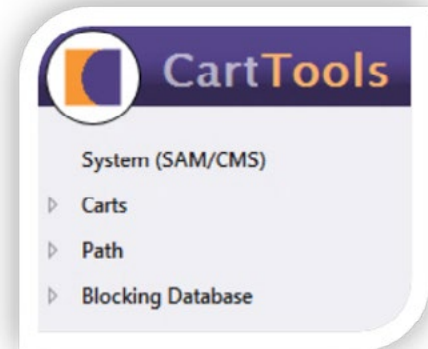 CartTools
System (SAM/CMS)
Carts
Path
Blocking Database